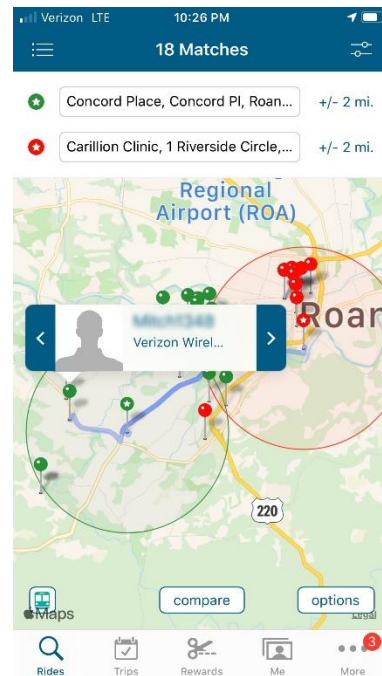 Verizon LTE 10:26 PM
18 Matches
Concord Place, Concord Pl, Roan... +/- 2 mi.
Carillion Clinic, 1 Riverside Circle,... +/- 2 mi.
Regional
Airport (ROA)
Roan
Verizon Wirel...
220
compare
options
Maps
Legal
3
Rides
Trips
Rewards
Me
More